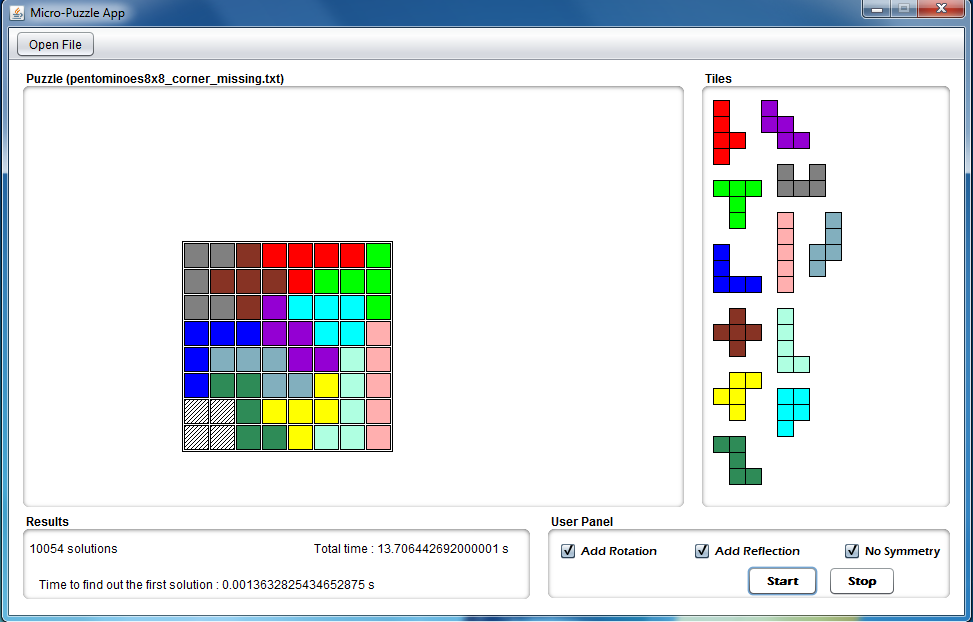 Micro-Puzzle App
Open File
Puzzle (pentominoes8x8_corner_missing.txt)
Tiles
Results
10054 solutions
Total time : 13.706442692000001 s
Time to find out the first solution : 0.0013632825434652875 s
User Panel
Add Rotation
Add Reflection
No Symmetry
Start
Stop